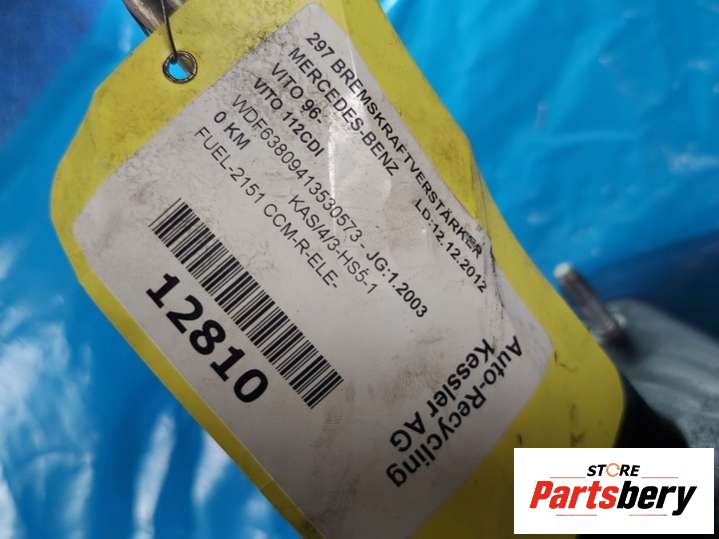 297 BREMSKRAFTVERSTÄRKER
MERCEDES-BENZ LD:12.12.2012
VITO 96-
VITO 112CDI
WDF63809413530573 - JG:1.2003
0 KM KAS/4/3-HS5-1
FUEL-2151 CCM-R-ELE-
12810
Auto-Recycling
Kessler AG
STORE
Partsbery